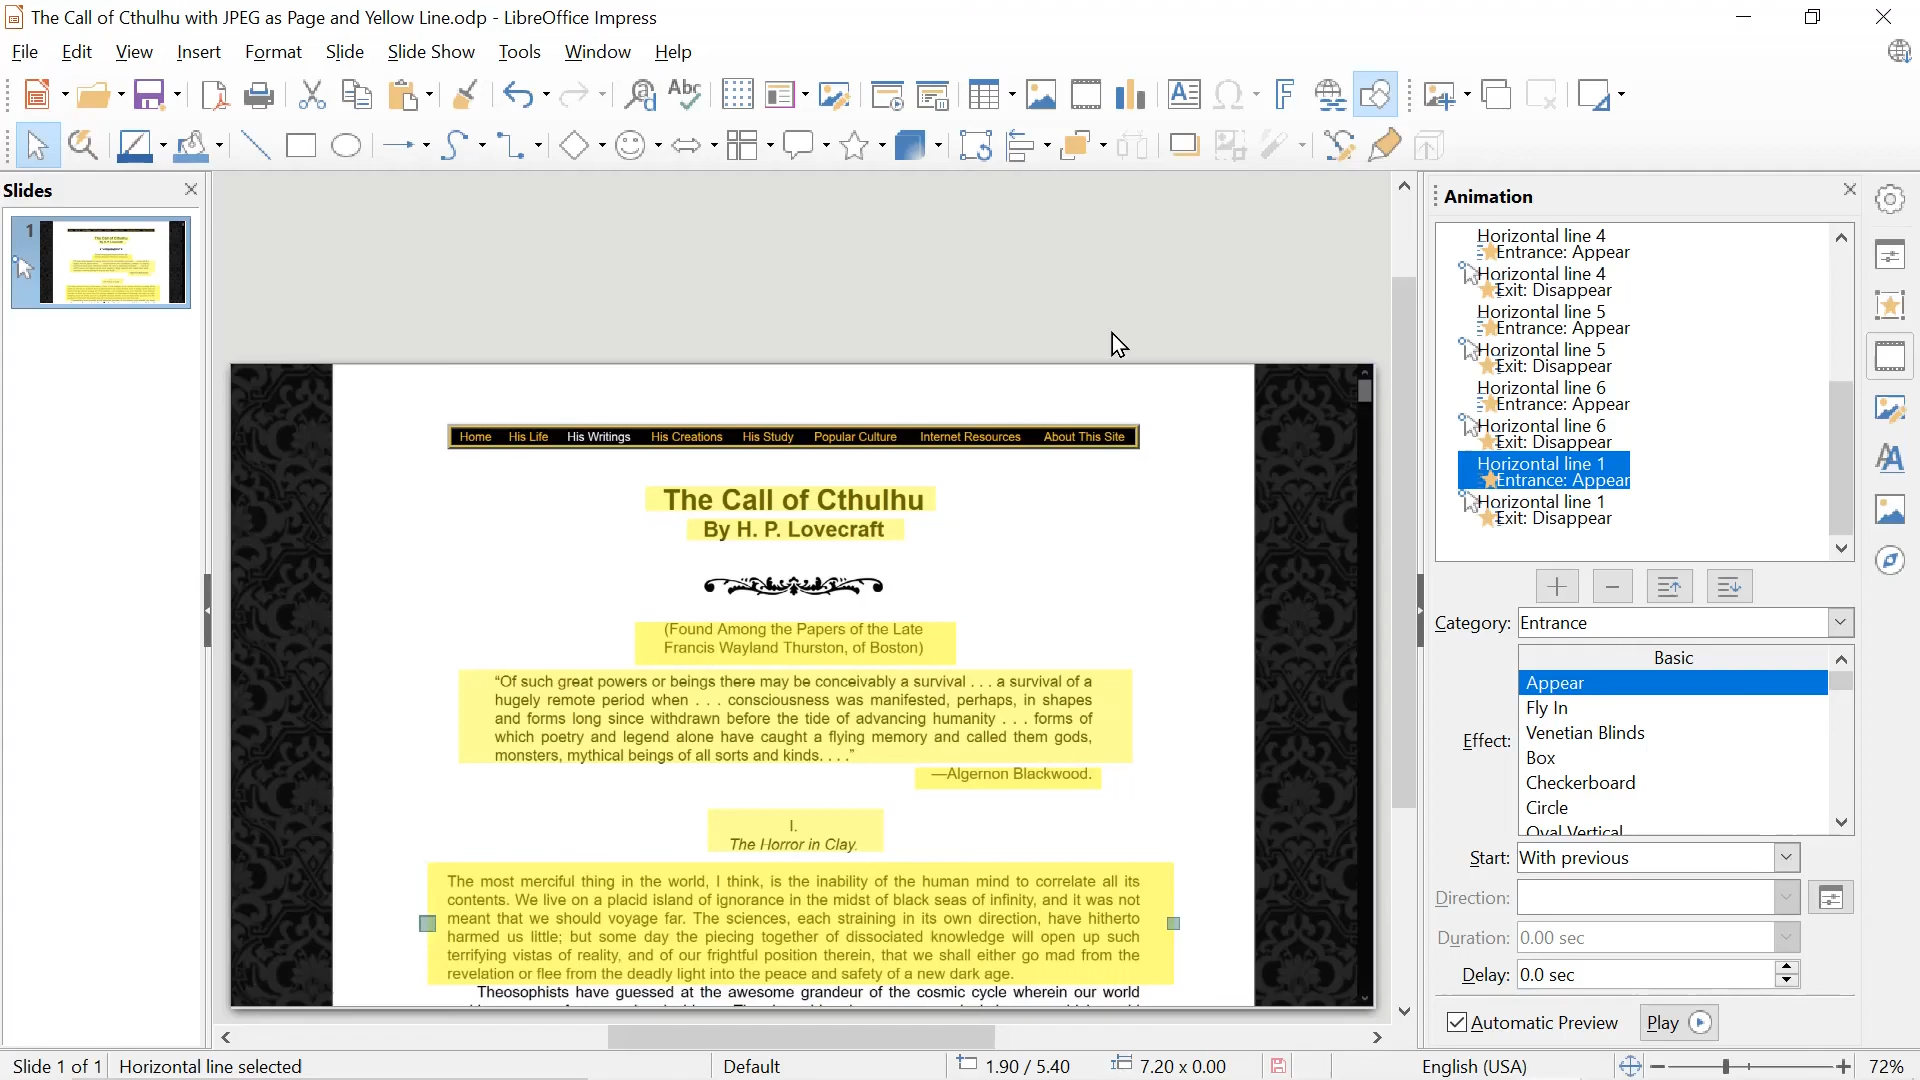 The Call of Cthulhu with JPEG as Page and Yellow Line.odp - LibreOffice Impress
File Edit View Insert Format Slide Slide Show Tools Window Help
Slides
1
Home His Life His Writings His Creations His Study Popular Culture Internet Resources About This Site
The Call of Cthulhu
By H. P. Lovecraft
(Found Among the Papers of the Late
Francis Wayland Thurston, of Boston)
“Of such great powers or beings there may be conceivably a survival . . . a survival of a
hugely remote period when . . . consciousness was manifested, perhaps, in shapes
and forms long since withdrawn before the tide of advancing humanity . . . forms of
which poetry and legend alone have caught a flying memory and called them gods,
monsters, mythical beings of all sorts and kinds. . . .”
—Algernon Blackwood.
I.
The Horror in Clay.
The most merciful thing in the world, I think, is the inability of the human mind to correlate all its
contents. We live on a placid island of ignorance in the midst of black seas of infinity, and it was not
meant that we should voyage far. The sciences, each straining in its own direction, have hitherto
harmed us little; but some day the piecing together of dissociated knowledge will open up such
terrifying vistas of reality, and of our frightful position therein, that we shall either go mad from the
revelation or flee from the deadly light into the peace and safety of a new dark age.
Theosophists have guessed at the awesome grandeur of the cosmic cycle wherein our world
Animation
Horizontal line 4
Entrance: Appear
Horizontal line 4
Exit: Disappear
Horizontal line 5
Entrance: Appear
Horizontal line 5
Exit: Disappear
Horizontal line 6
Entrance: Appear
Horizontal line 6
Exit: Disappear
Horizontal line 1
Entrance: Appear
Horizontal line 1
Exit: Disappear
Category: Entrance
Effect:
Basic
Appear
Fly In
Venetian Blinds
Box
Checkerboard
Circle
Oval Vertical
Start: With previous
Direction:
Duration: 0.00 sec
Delay: 0.0 sec
Automatic Preview Play
Slide 1 of 1 Horizontal line selected Default 1.90 / 5.40 7.20 x 0.00 English (USA) 72%